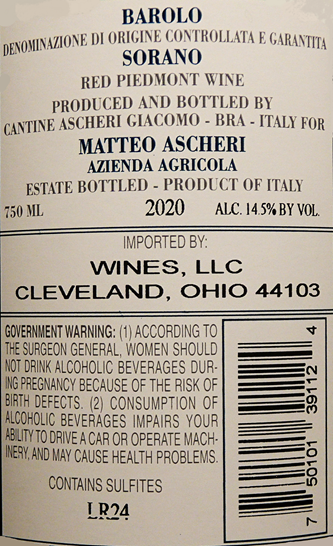 BAROLO
DENOMINAZIONE DI ORIGINE CONTROLLATA E GARANTITA
SORANO
RED PIEDMONT WINE
PRODUCED AND BOTTLED BY
CANTINE ASCHERI GIACOMO - BRA - ITALY FOR
MATTEO ASCHERI
AZIENDA AGRICOLA
ESTATE BOTTLED - PRODUCT OF ITALY
750 ML 2020 ALC. 14.5% BY VOL.
IMPORTED BY:
WINES, LLC
CLEVELAND, OHIO 44103
GOVERNMENT WARNING: (1) ACCORDING TO
THE SURGEON GENERAL, WOMEN SHOULD
NOT DRINK ALCOHOLIC BEVERAGES DUR-
ING PREGNANCY BECAUSE OF THE RISK OF
BIRTH DEFECTS. (2) CONSUMPTION OF
ALCOHOLIC BEVERAGES IMPAIRS YOUR
ABILITY TO DRIVE A CAR OR OPERATE MACH-
INERY, AND MAY CAUSE HEALTH PROBLEMS.
CONTAINS SULFITES
LR24
7 50101 39112 4